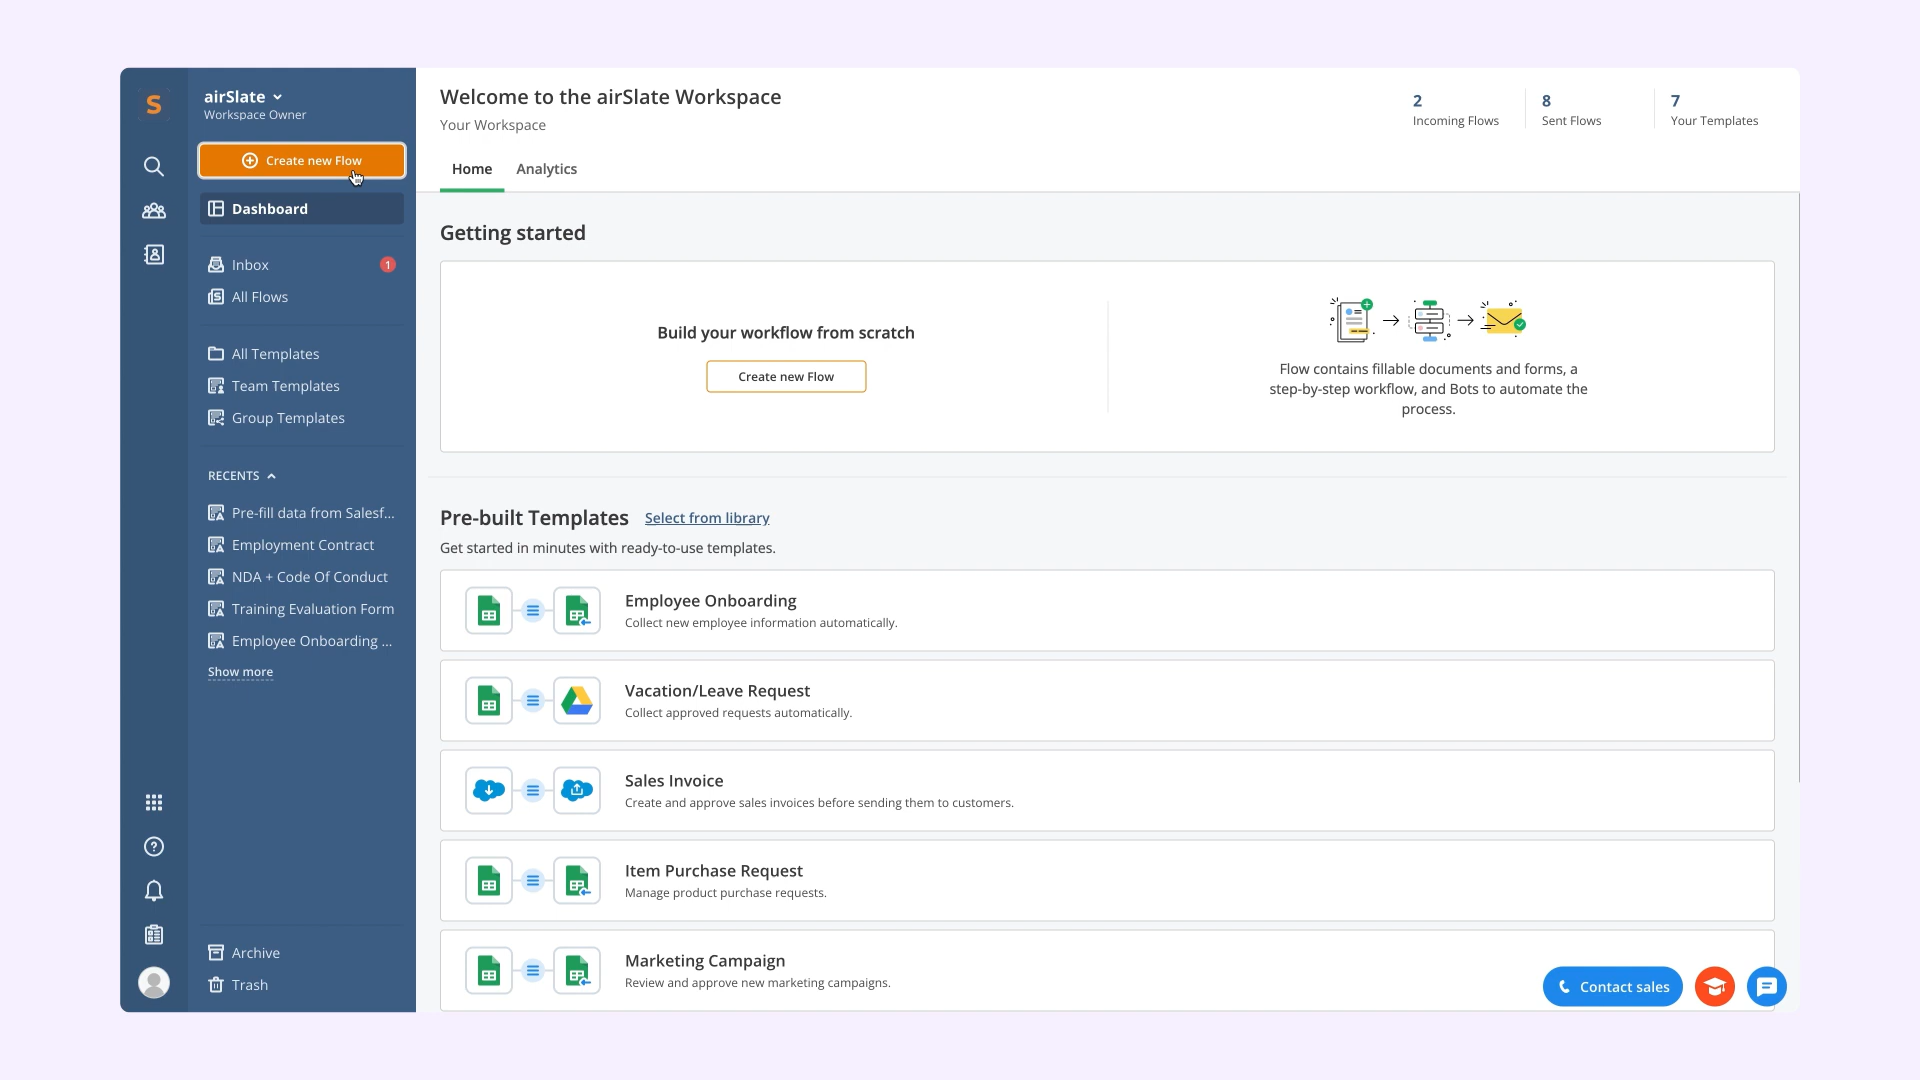 S
airSlate
Workspace Owner
Create new Flow
Dashboard
Inbox
1
All Flows
All Templates
Team Templates
Group Templates
RECENTS
Pre-fill data from Salesf...
Employment Contract
NDA + Code Of Conduct
Training Evaluation Form
Employee Onboarding ...
Show more
Archive
Trash
Welcome to the airSlate Workspace
Your Workspace
2
Incoming Flows
8
Sent Flows
7
Your Templates
Home
Analytics
Getting started
Build your workflow from scratch
Create new Flow
Flow contains fillable documents and forms, a
step-by-step workflow, and Bots to automate the
process.
Pre-built Templates
Select from library
Get started in minutes with ready-to-use templates.
Employee Onboarding
Collect new employee information automatically.
Vacation/Leave Request
Collect approved requests automatically.
Sales Invoice
Create and approve sales invoices before sending them to customers.
Item Purchase Request
Manage product purchase requests.
Marketing Campaign
Review and approve new marketing campaigns.
Contact sales